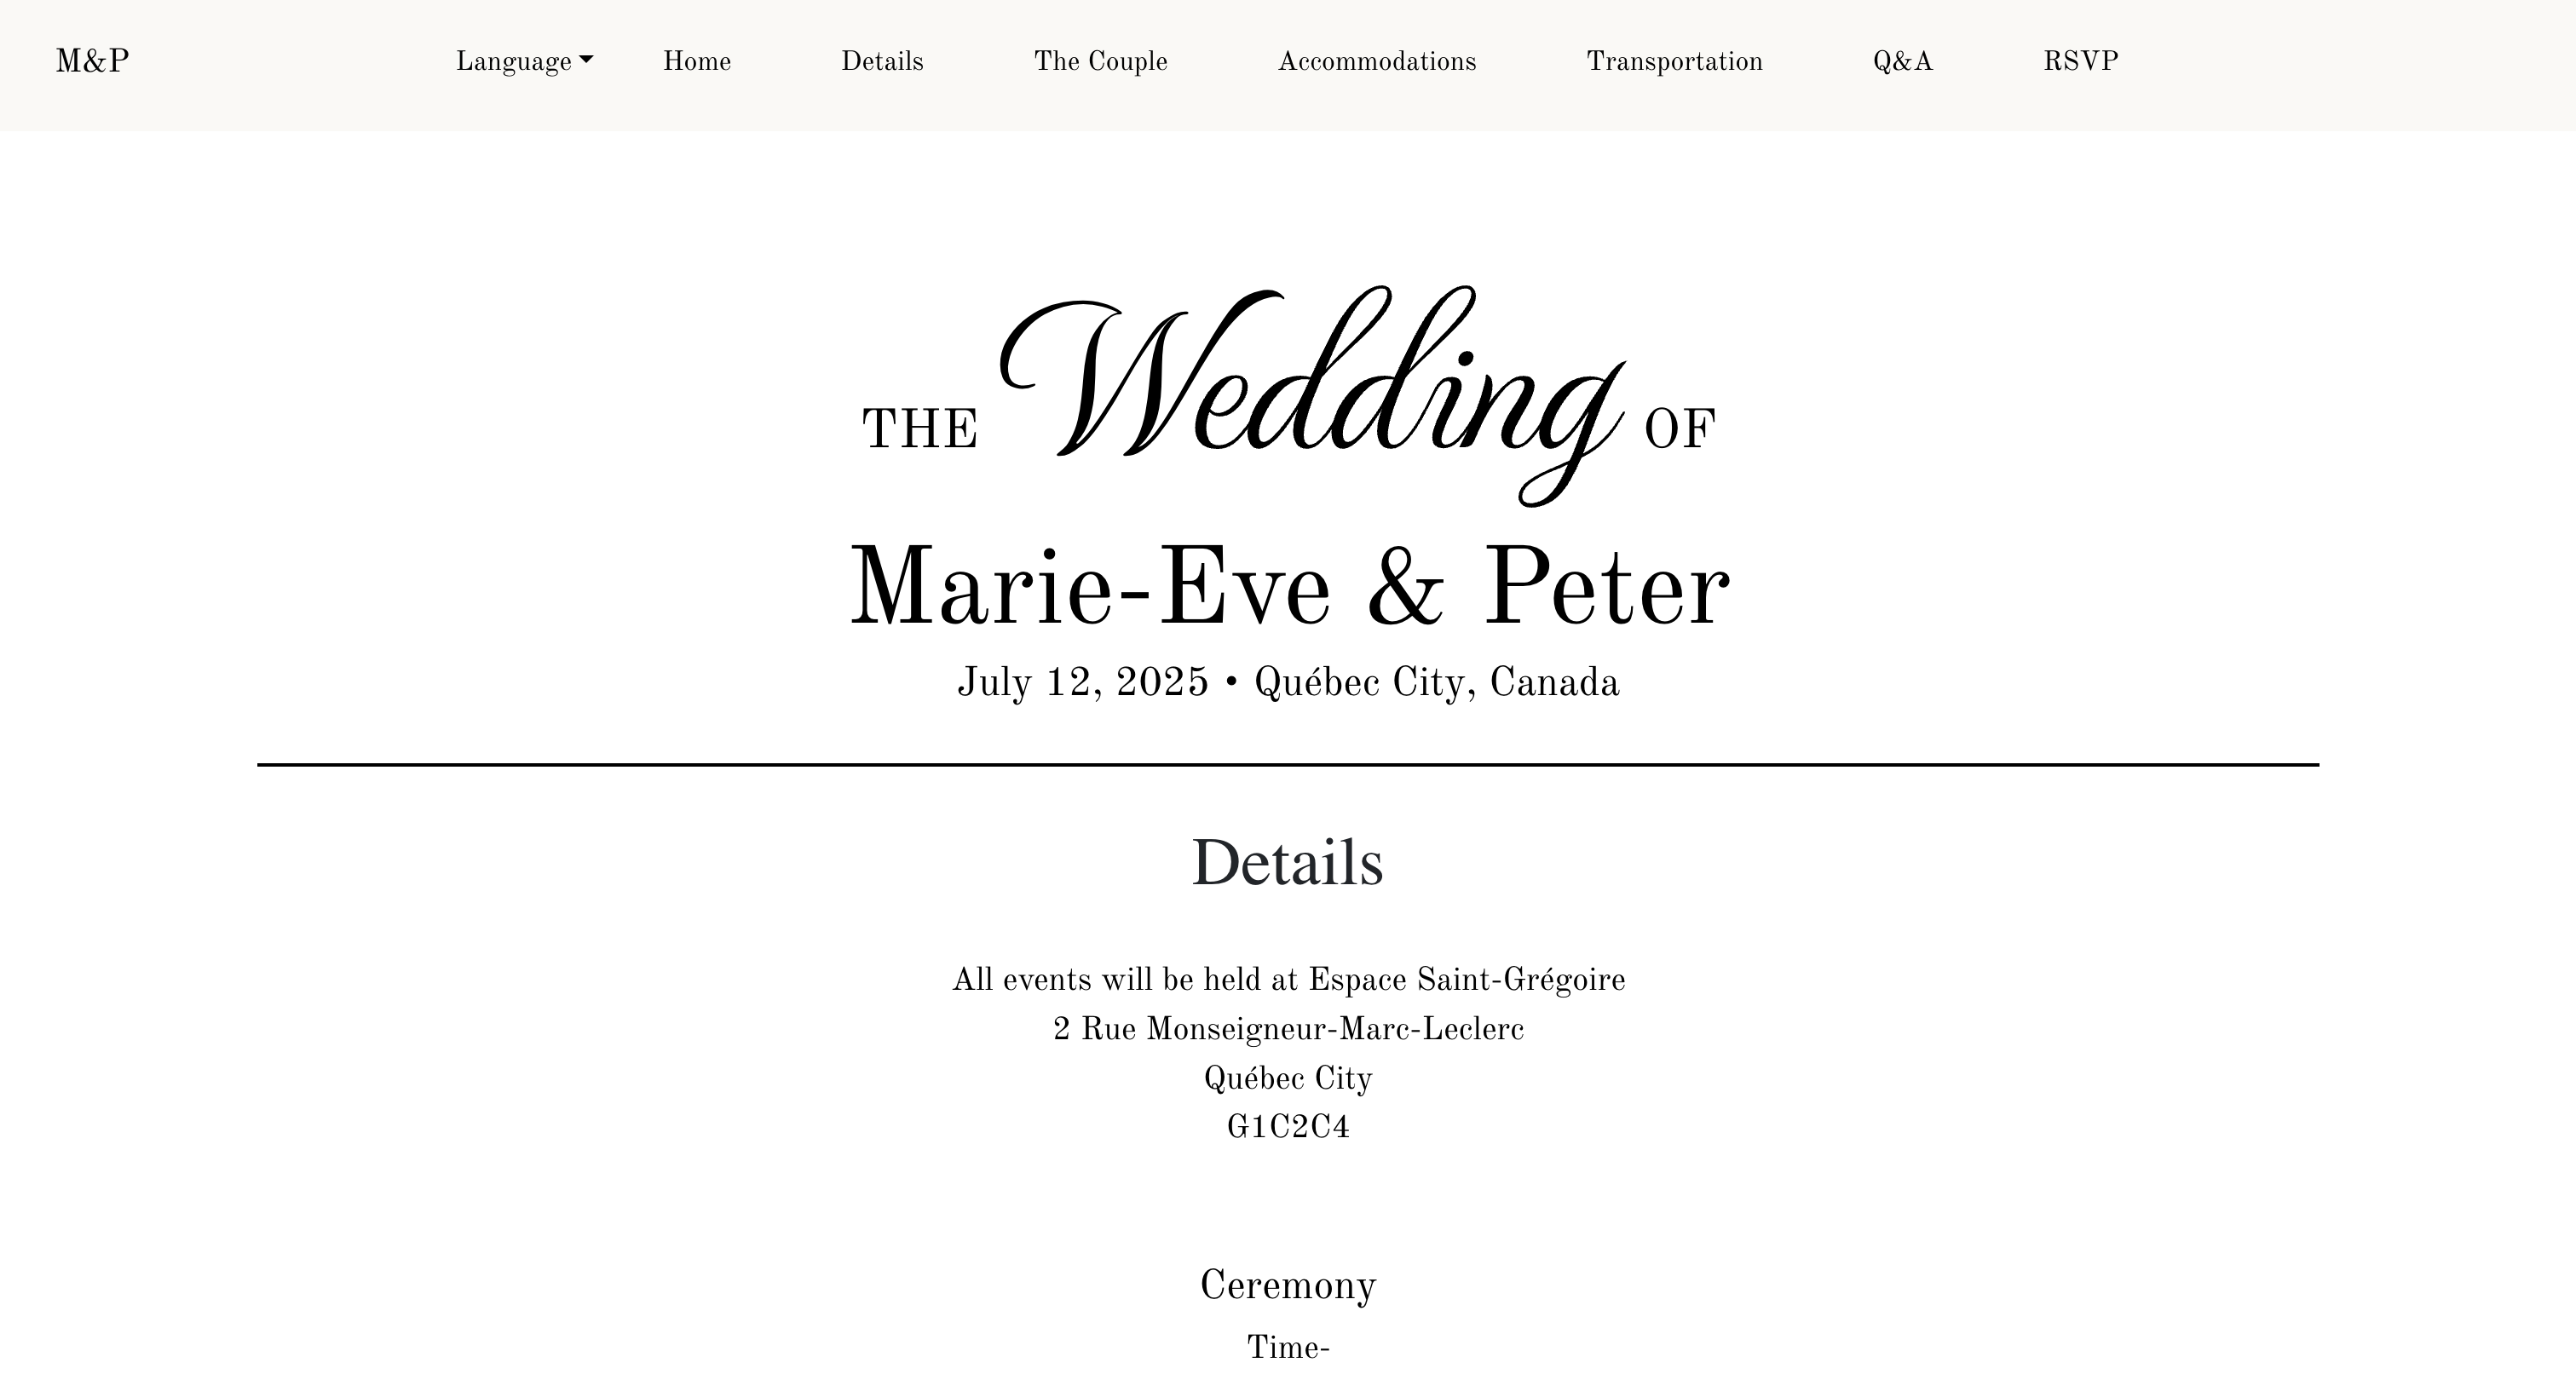 M&P Language Home Details The Couple Accommodations Transportation Q&A RSVP
THE Wedding OF
Marie-Eve & Peter
July 12, 2025 • Québec City, Canada
Details
All events will be held at Espace Saint-Grégoire
2 Rue Monseigneur-Marc-Leclerc
Québec City
G1C2C4
Ceremony
Time-